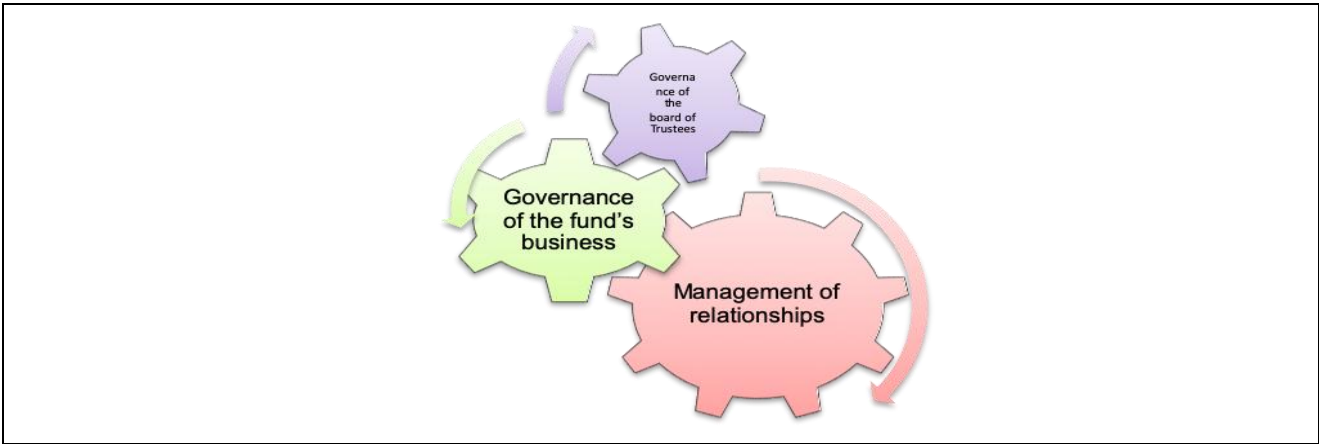 Governa
nce of
the
board of
Trustees
Governance
of the fund's
business
Management of
relationships